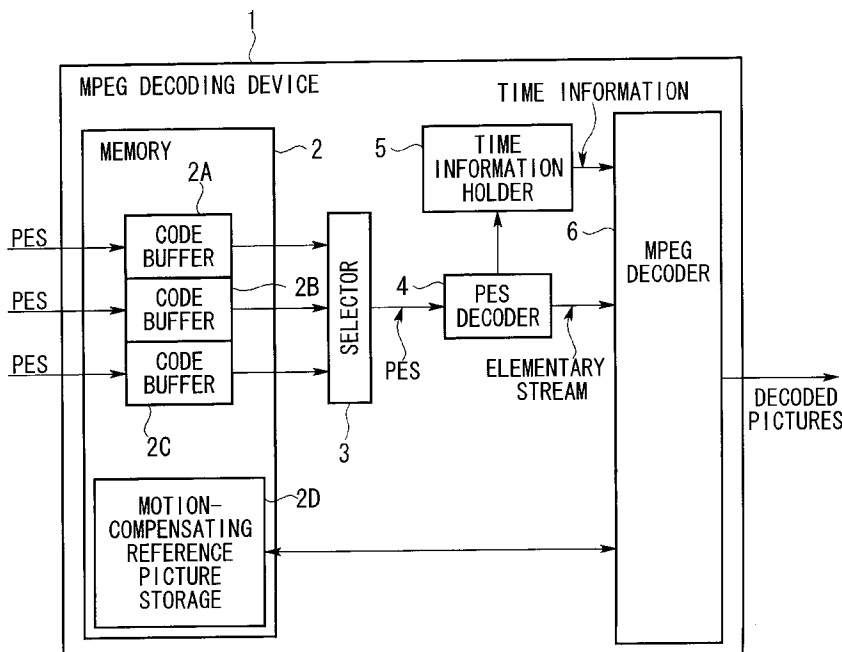 1
MPEG DECODING DEVICE
TIME INFORMATION
MEMORY
2
5
TIME
INFORMATION
HOLDER
2A
PES
CODE
BUFFER
6
MPEG
DECODER
PES
CODE
BUFFER
2B
SELECTOR
4
PES
DECODER
PES
CODE
BUFFER
PES
ELEMENTARY
STREAM
DECODED
PICTURES
2C
3
2D
MOTION-
COMPENSATING
REFERENCE
PICTURE
STORAGE